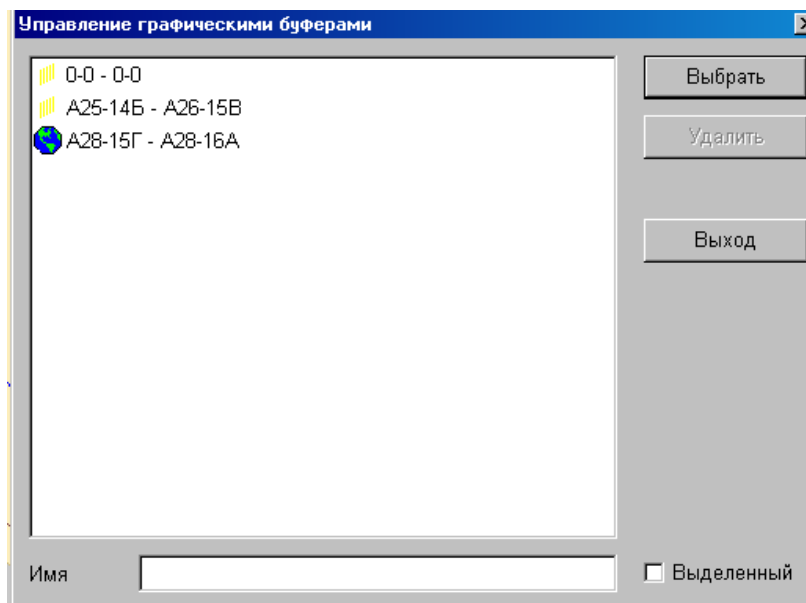 Управление графическими буферами
0-0 - 0-0
А25-14Б - А26-15В
А28-15Г - А28-16А
Выбрать
Удалить
Выход
Имя
Выделенный